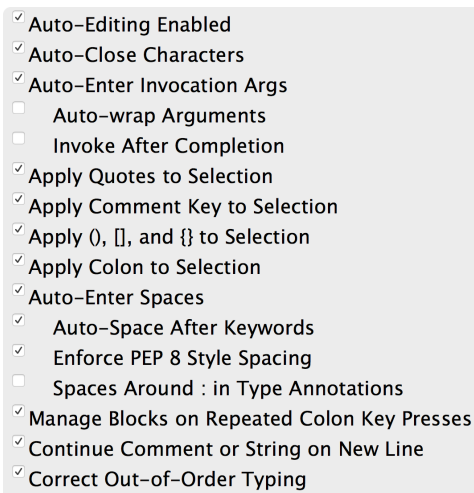 Auto-Editing Enabled
Auto-Close Characters
Auto-Enter Invocation Args
Auto-wrap Arguments
Invoke After Completion
Apply Quotes to Selection
Apply Comment Key to Selection
Apply (), [], and {} to Selection
Apply Colon to Selection
Auto-Enter Spaces
Auto-Space After Keywords
Enforce PEP 8 Style Spacing
Spaces Around : in Type Annotations
Manage Blocks on Repeated Colon Key Presses
Continue Comment or String on New Line
Correct Out-of-Order Typing